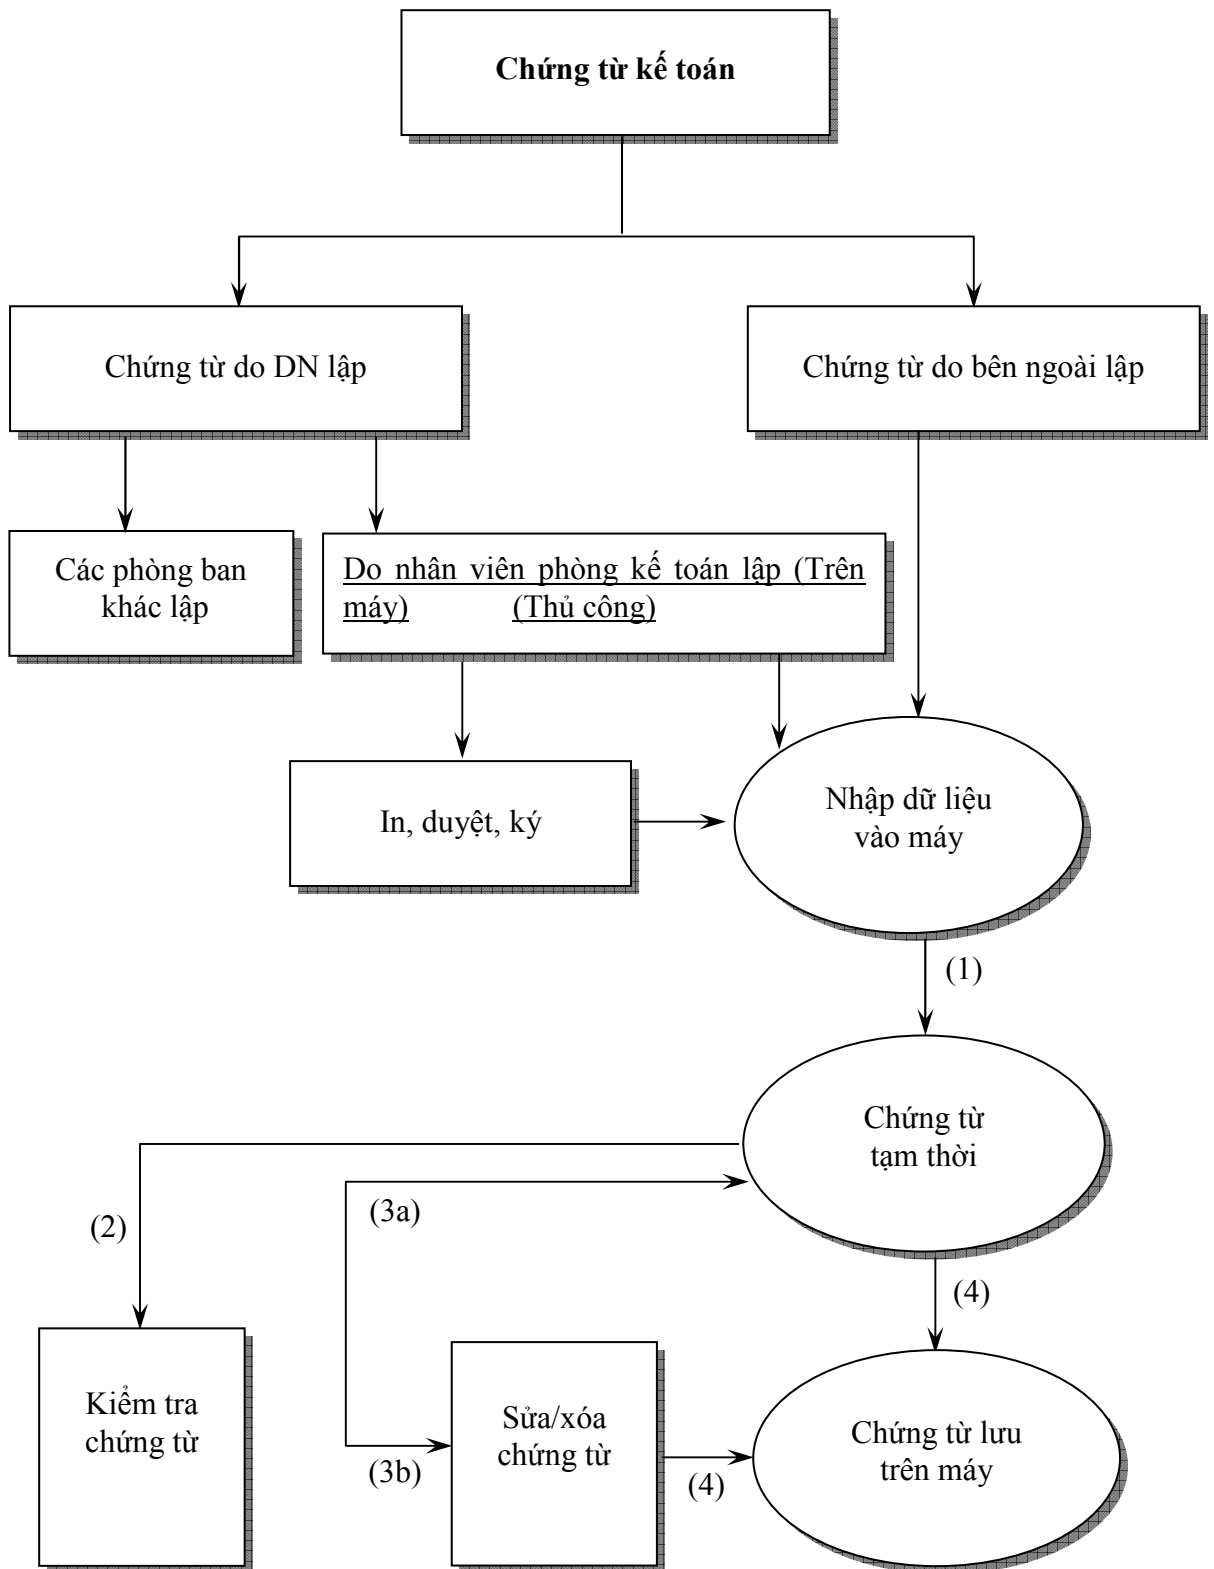 Chứng từ kế toán
Chứng từ do DN lập
Chứng từ do bên ngoài lập
Các phòng ban
khác lập
Do nhân viên phòng kế toán lập (Trên
máy) (Thủ công)
In, duyệt, ký
Nhập dữ liệu
vào máy
(1)
Chứng từ
tạm thời
(2)
(3a)
(4)
Kiểm tra
chứng từ
(3b)
Sửa/xóa
chứng từ
(4)
Chứng từ lưu
trên máy